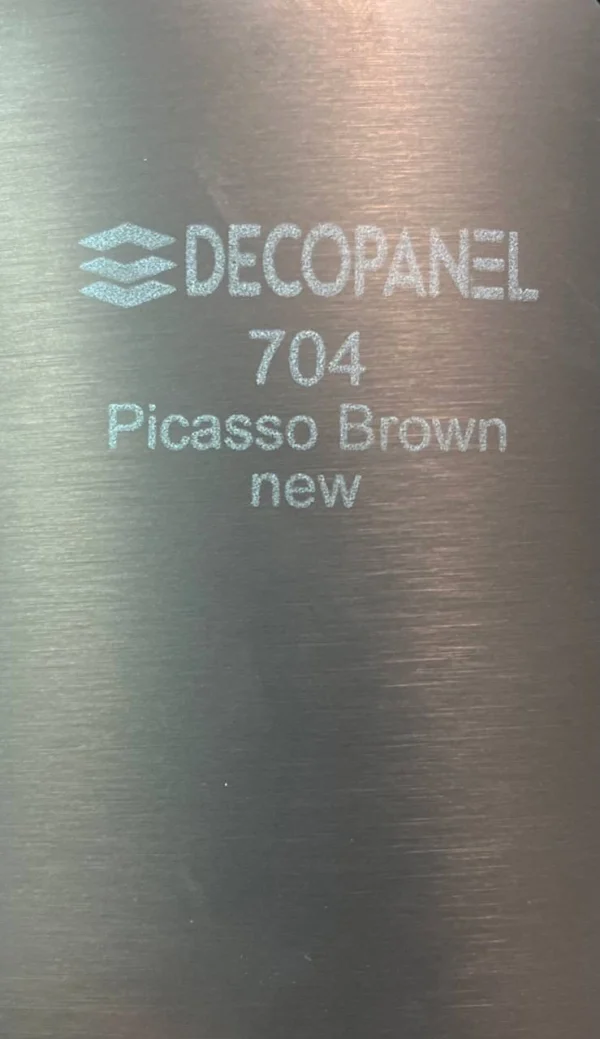 DECOPANEL
704
Picasso Brown
new